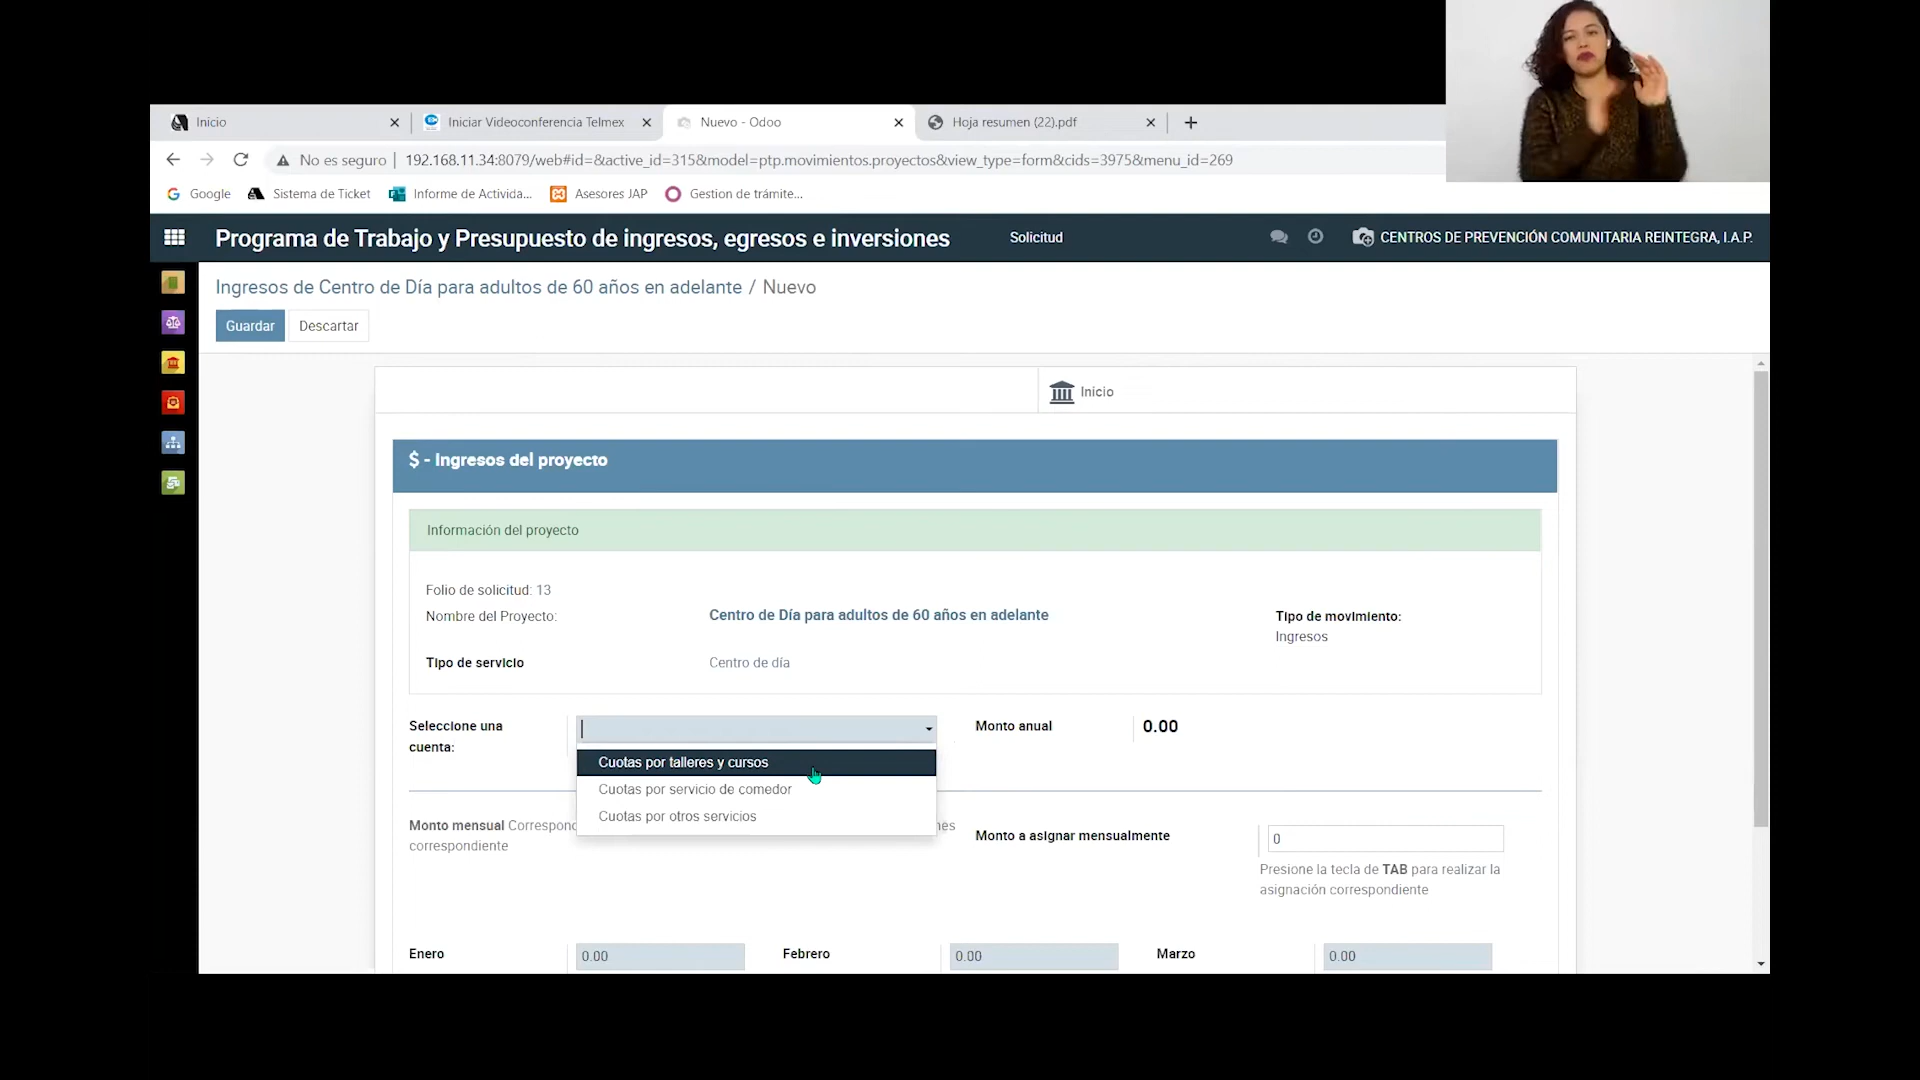 Inicio
Iniciar Videoconferencia Telmex
Nuevo - Odoo
Hoja resumen (22).pdf
No es seguro
192.168.11.34:8079/web#id=&active_id=315&model=ptp.movimientos.proyectos&view_type=form&cids=3975&menu_id=269
Google
Sistema de Ticket
Informe de Activida...
Asesores JAP
Gestion de trámite...
Programa de Trabajo y Presupuesto de ingresos, egresos e inversiones
Solicitud
CENTROS DE PREVENCIÓN COMUNITARIA REINTEGRA, I.A.P.
Ingresos de Centro de Día para adultos de 60 años en adelante / Nuevo
Guardar
Descartar
Inicio
$ - Ingresos del proyecto
Información del proyecto
Folio de solicitud: 13
Nombre del Proyecto:
Centro de Día para adultos de 60 años en adelante
Tipo de movimiento:
Ingresos
Tipo de servicio
Centro de día
Seleccione una
cuenta:
Monto anual
0.00
Cuotas por talleres y cursos
Cuotas por servicio de comedor
Cuotas por otros servicios
Monto mensual
correspondiente
Monto a asignar mensualmente
0
Presione la tecla de TAB para realizar la
asignación correspondiente
Enero
0.00
Febrero
0.00
Marzo
0.00